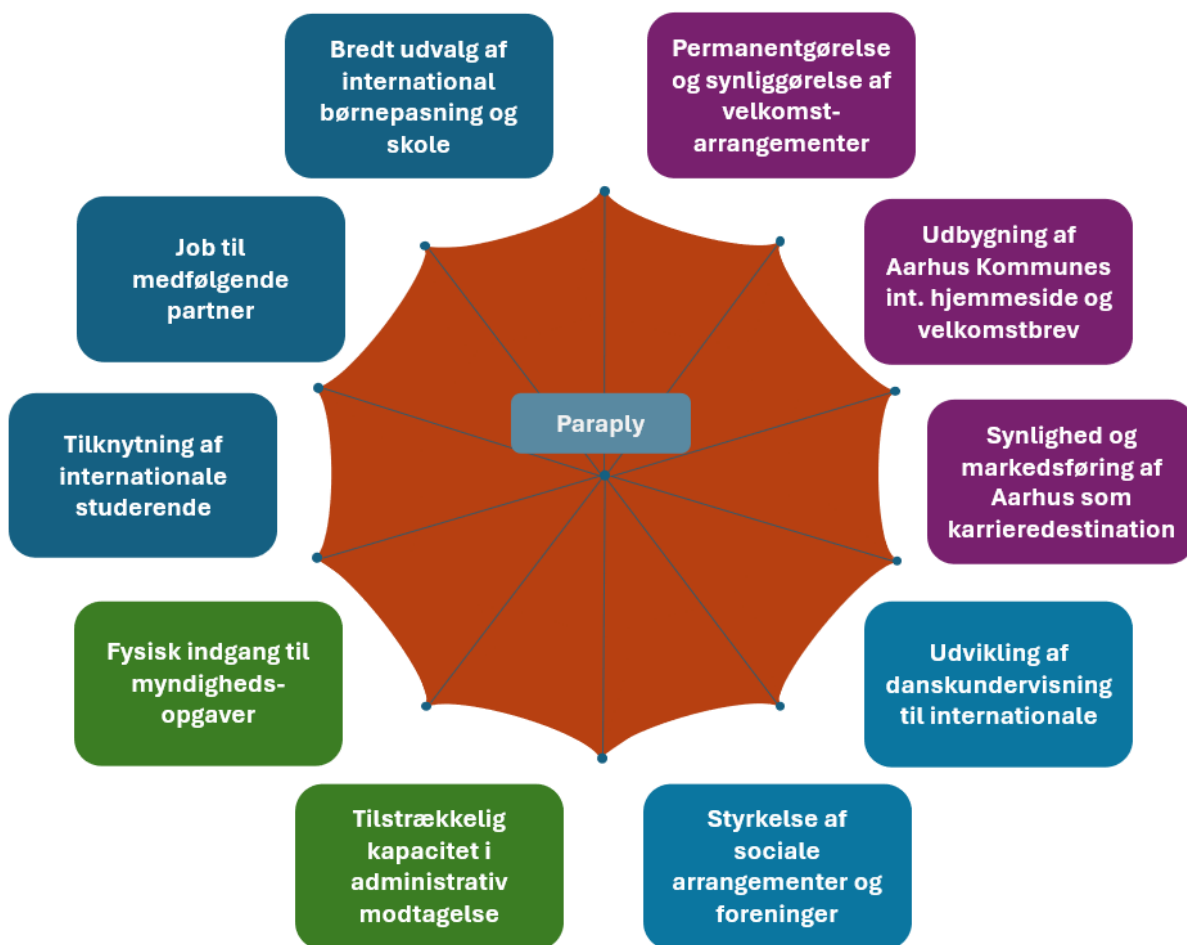 Bredt udvalg af
international
børnepasning og
skole
Permanentgørelse
og synliggørelse af
velkomst-
arrangementer
Job til
medfølgende
partner
Udbygning af
Aarhus Kommunes
int. hjemmeside og
velkomstbrev
Paraply
Tilknytning af
internationale
studerende
Synlighed og
markedsføring af
Aarhus som
karrieredestination
Fysisk indgang til
myndigheds-
opgaver
Udvikling af
danskundervisning
til internationale
Tilstrækkelig
kapacitet i
administrativ
modtagelse
Styrkelse af
sociale
arrangementer og
foreninger